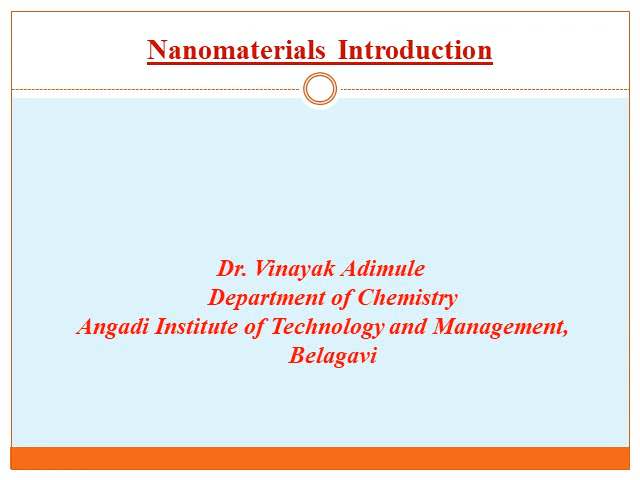 Nanomaterials Introduction
Dr. Vinayak Adimule
Department of Chemistry
Angadi Institute of Technology and Management,
Belagavi